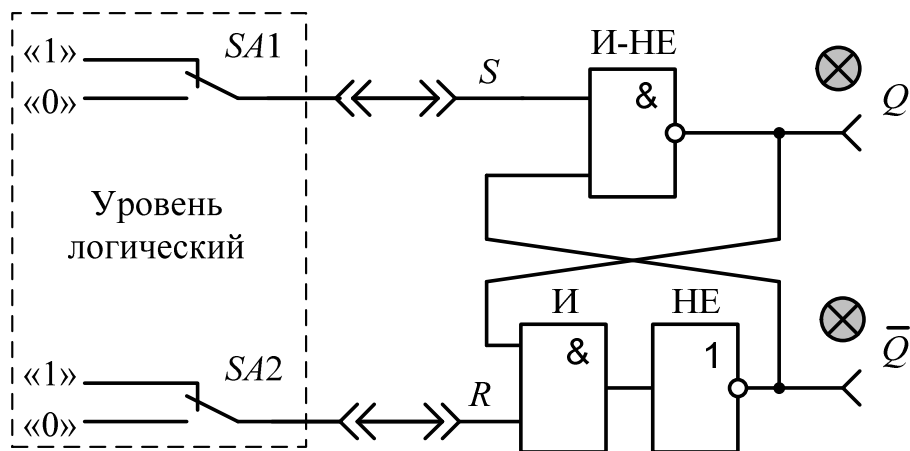 «1»
SA1
«0»
S
И-НЕ
&
Q
Уровень
логический
И
НЕ
«1»
SA2
«0»
R
&
1
Q̅